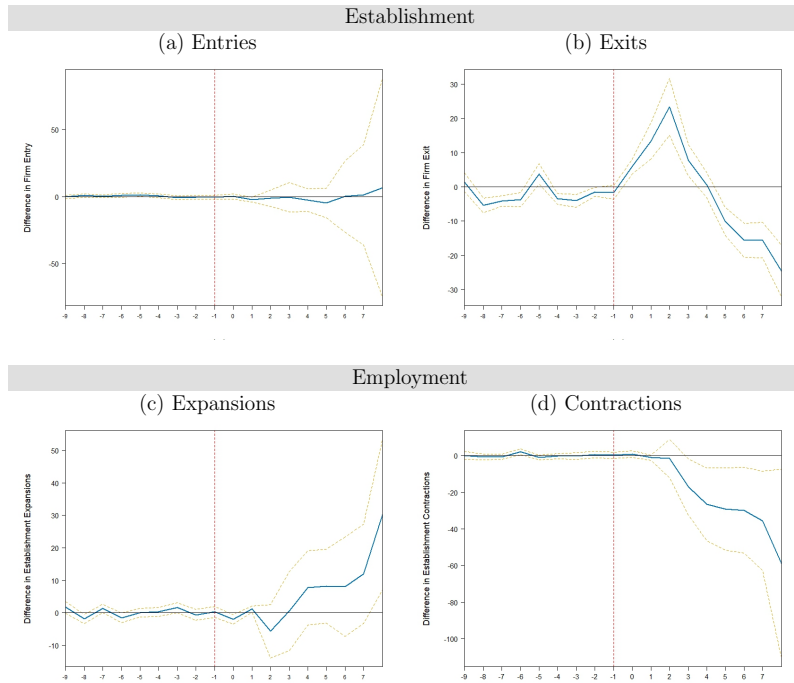 Establishment
(a) Entries
(b) Exits
Difference in Firm Entry
50
0
-50
-9 -8 -7 -6 -5 -4 -3 -2 -1 0 1 2 3 4 5 6 7
Difference in Firm Exit
30
20
10
0
-10
-20
-30
-9 -8 -7 -6 -5 -4 -3 -2 -1 0 1 2 3 4 5 6 7
Employment
(c) Expansions
(d) Contractions
Difference in Establishment Expansions
50
40
30
20
10
0
-10
-9 -8 -7 -6 -5 -4 -3 -2 -1 0 1 2 3 4 5 6 7
Difference in Establishment Contractions
0
-20
-40
-60
-80
-100
-9 -8 -7 -6 -5 -4 -3 -2 -1 0 1 2 3 4 5 6 7